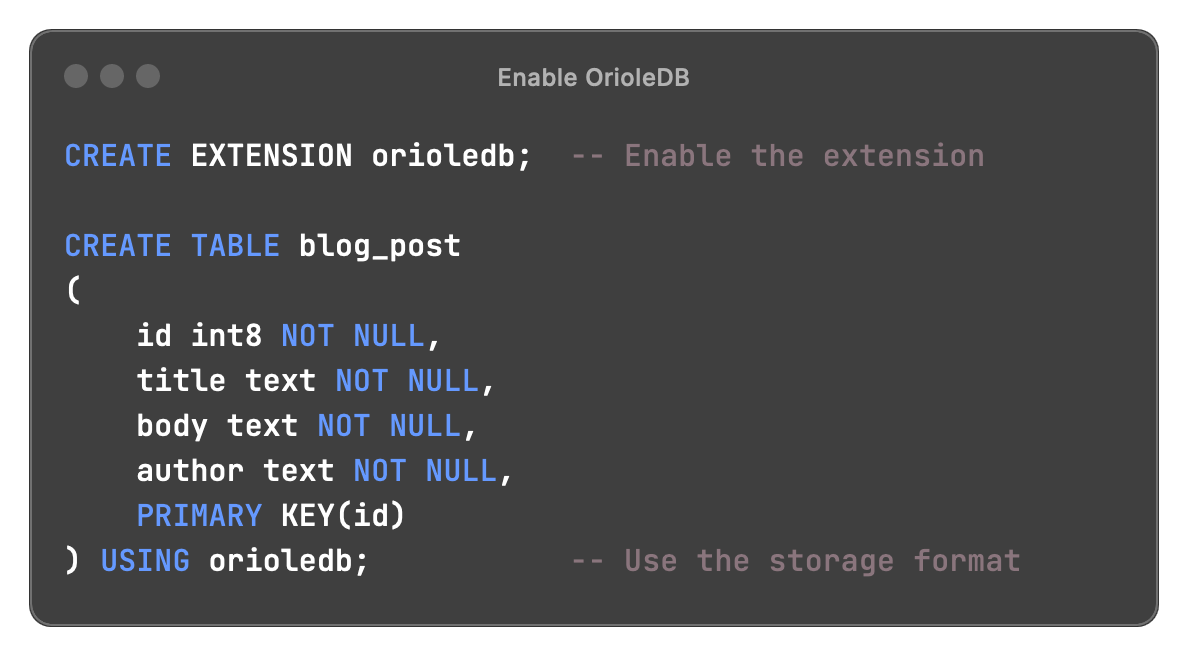 Enable OrioleDB
CREATE EXTENSION orioledb;  -- Enable the extension
CREATE TABLE blog_post
(
    id int8 NOT NULL,
    title text NOT NULL,
    body text NOT NULL,
    author text NOT NULL,
    PRIMARY KEY(id)
) USING orioledb;           -- Use the storage format